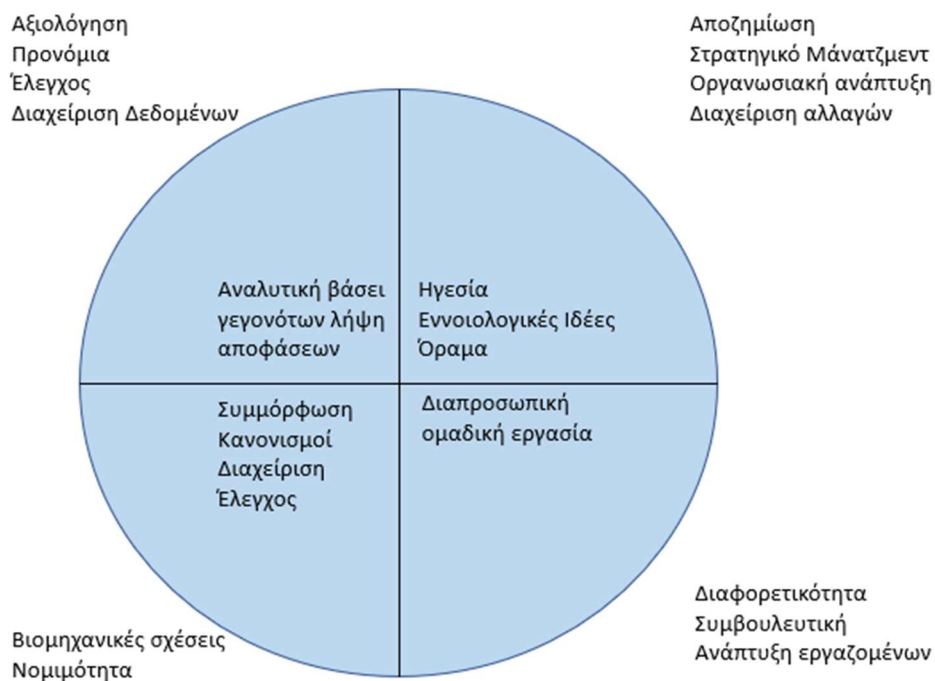 Αξιολόγηση
Προνόμια
Έλεγχος
Διαχείριση Δεδομένων
Αποζημίωση
Στρατηγικό Μάνατζμεντ
Οργανωσιακή ανάπτυξη
Διαχείριση αλλαγών
Αναλυτική βάσει
γεγονότων λήψη
αποφάσεων
Ηγεσία
Εννοιολογικές Ιδέες
Όραμα
Συμμόρφωση
Κανονισμοί
Διαχείριση
Έλεγχος
Διαπροσωπική
ομαδική εργασία
Βιομηχανικές σχέσεις
Νομιμότητα
Διαφορετικότητα
Συμβουλευτική
Ανάπτυξη εργαζομένων